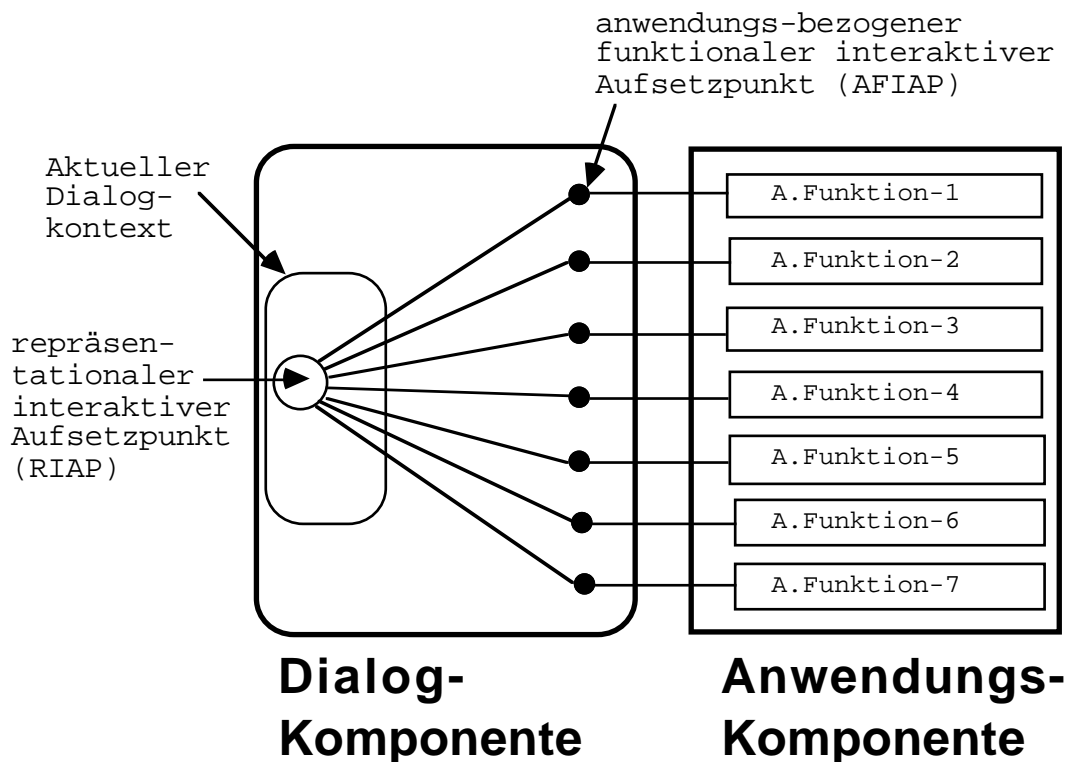 anwendungs-bezogener
funktionaler interaktiver
Aufsetzpunkt (AFIAP)
Aktueller
Dialog-
kontext
repräsen-
tationaler
interaktiver
Aufsetzpunkt
(RIAP)
A.Funktion-1
A.Funktion-2
A.Funktion-3
A.Funktion-4
A.Funktion-5
A.Funktion-6
A.Funktion-7
Dialog-
Komponente
Anwendungs-
Komponente